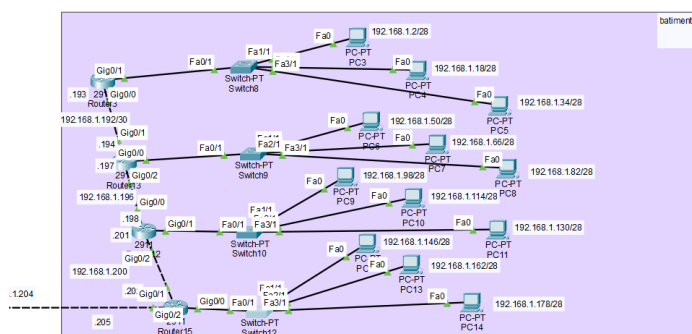 batiment
192.168.1.2/28
Fa0
PC-PT
PC3
Fa1/1
Fa0/1
Fa3/1
Switch-PT
Switch8
Fa0
192.168.1.18/28
PC-PT
PC4
Fa0
192.168.1.34/28
PC-PT
PC5
Gig0/1
.193
Gig0/0
Router3
192.168.1.192/30
Gig0/1
.194
Gig0/0
.197
Gig0/2
Fa0/1
Fa2/1
Fa3/1
Switch-PT
Switch9
Fa0
192.168.1.50/28
PC-PT
Fa0
192.168.1.66/28
PC-PT
PC7
Fa0
192.168.1.82/28
PC-PT
PC8
192.168.1.196
Gig0/0
.198
.201
Gig0/1
Gig0/2
Fa0/1
Fa3/1
Switch-PT
Switch10
Fa0
192.168.1.98/28
PC-PT
PC9
Fa0
192.168.1.114/28
PC-PT
PC10
Fa0
192.168.1.130/28
PC-PT
PC11
192.168.1.200
Gig0/1
Gig0/0
Gig0/2
Router15
.205
.1.204
Fa0/1
Fa3/1
Switch-PT
Fa0
192.168.1.146/28
Fa0
192.168.1.162/28
PC-PT
PC13
Fa0
192.168.1.178/28
PC-PT
PC14